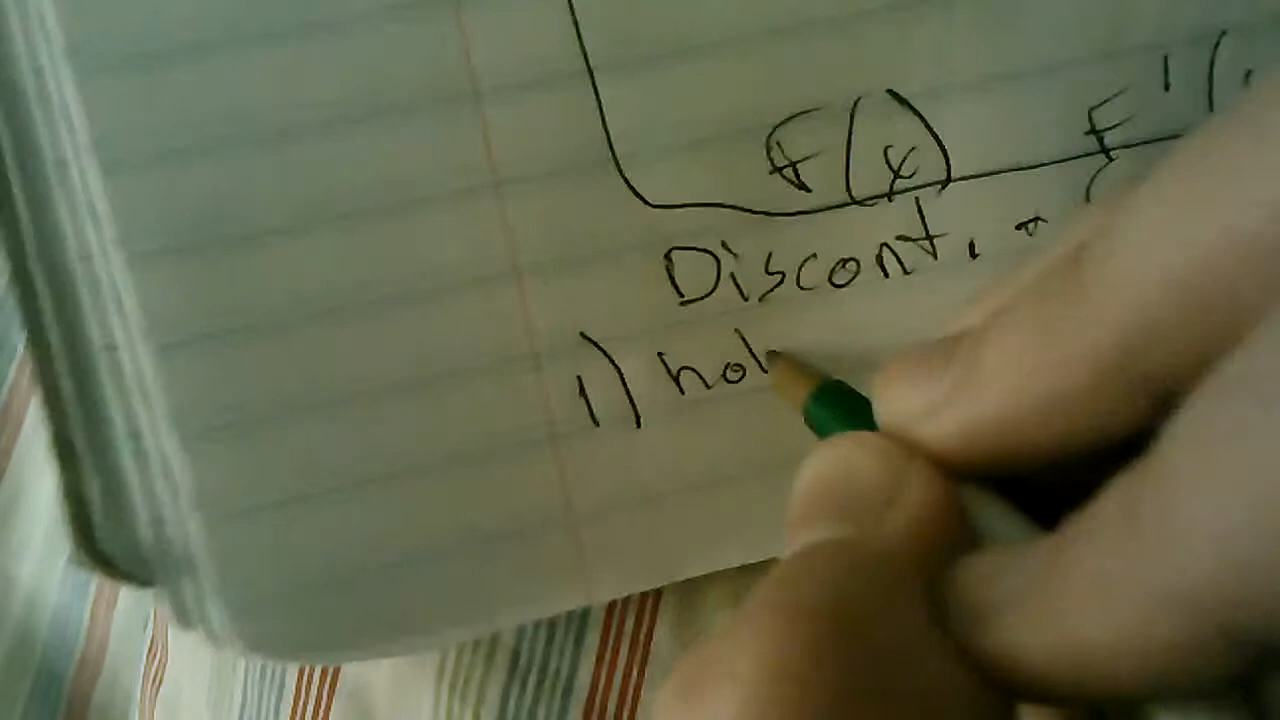 F(x) F'(
Discont.
1) hol